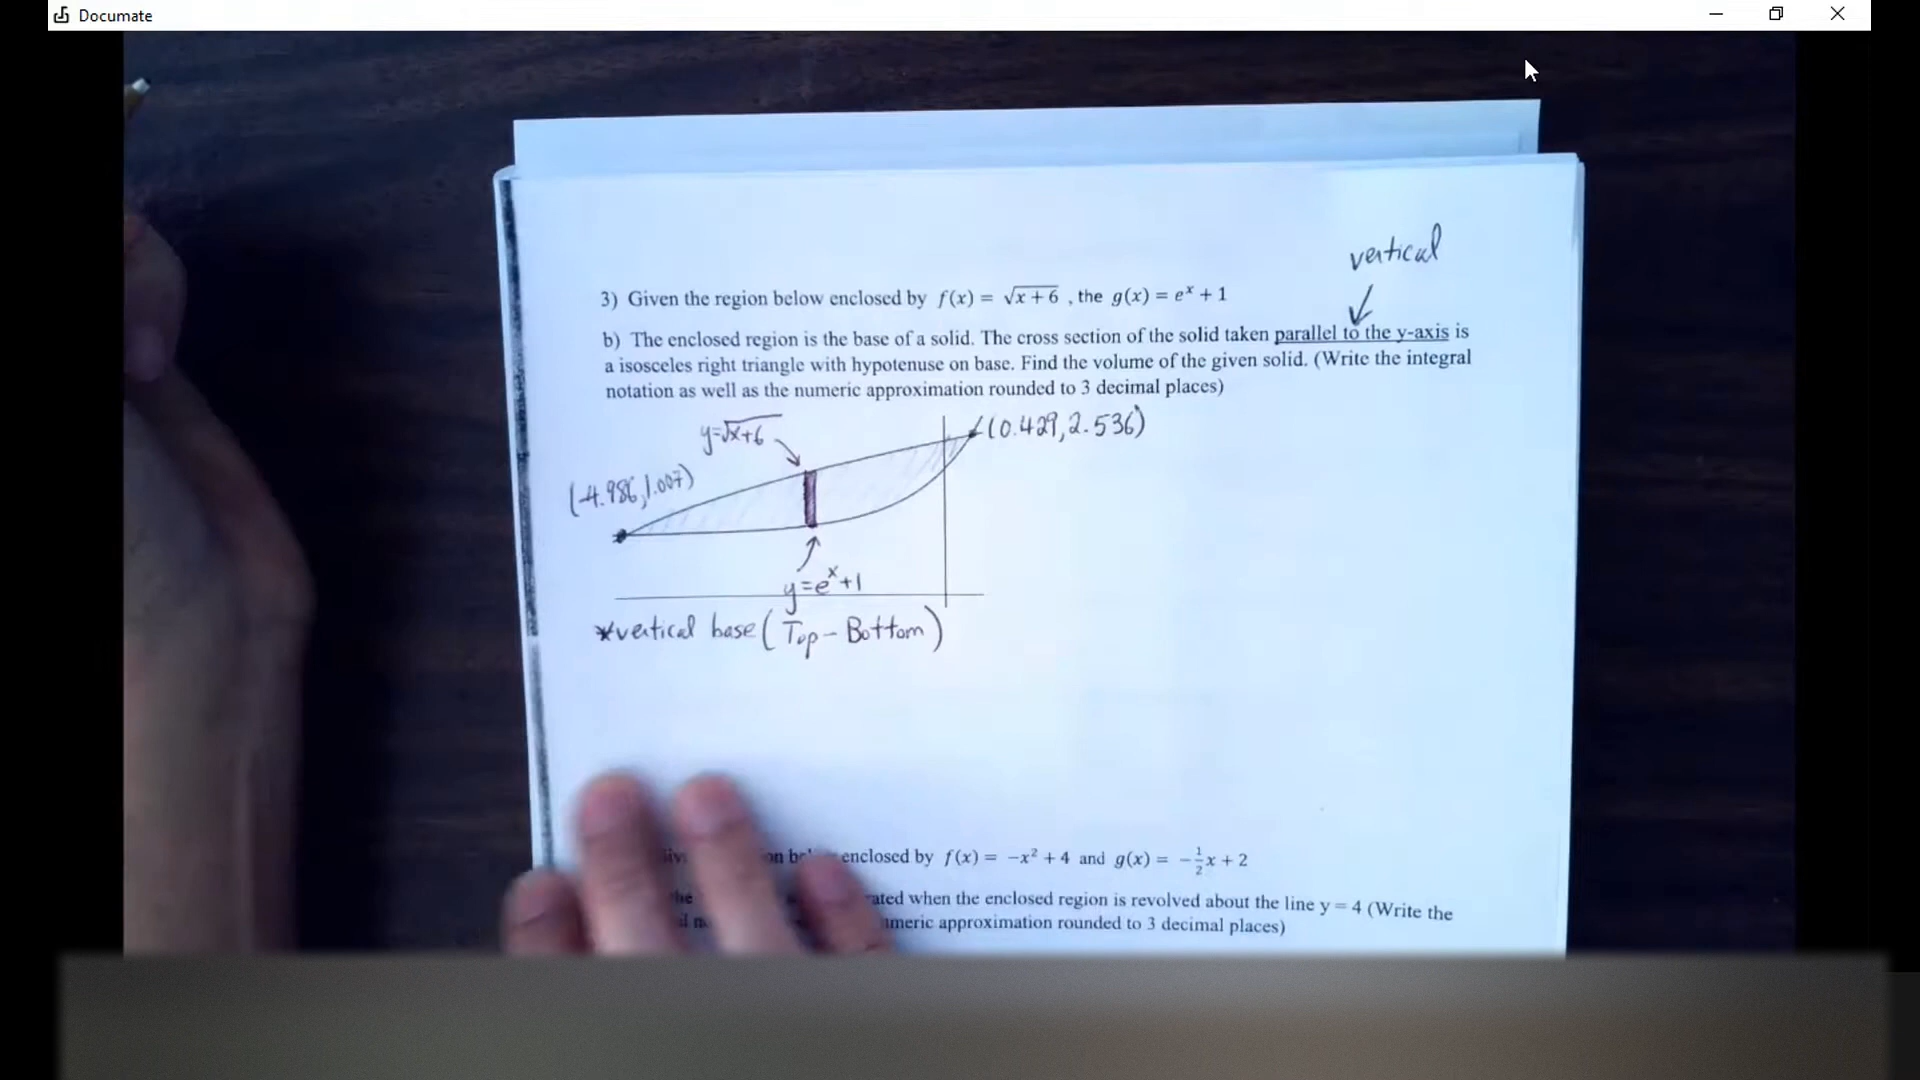 Documate
vertical
3) Given the region below enclosed by f(x) = √x + 6 , the g(x) = eˣ + 1
b) The enclosed region is the base of a solid. The cross section of the solid taken parallel to the y-axis is
a isosceles right triangle with hypotenuse on base. Find the volume of the given solid. (Write the integral
notation as well as the numeric approximation rounded to 3 decimal places)
y=√x+6
(0.429,2.536)
(-4.986,1.007)
y=eˣ+1
*vertical base (Top - Bottom)
enclosed by f(x) = −x² + 4 and g(x) = −½x + 2
when the enclosed region is revolved about the line y = 4 (Write the
approximation rounded to 3 decimal places)